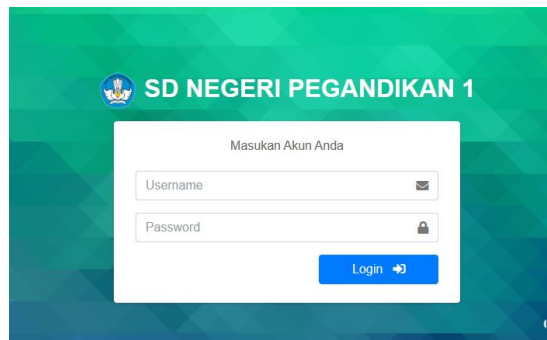 SD NEGERI PEGANDIKAN 1
Masukan Akun Anda
Username
Password
Login